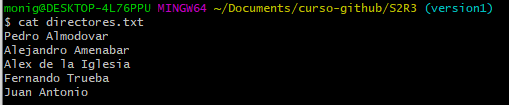 monig@DESKTOP-4L76PPU MINGW64 ~/Documents/curso-github/S2R3 (version1)
$ cat directores.txt
Pedro Almodovar
Alejandro Amenabar
Alex de la Iglesia
Fernando Trueba
Juan Antonio